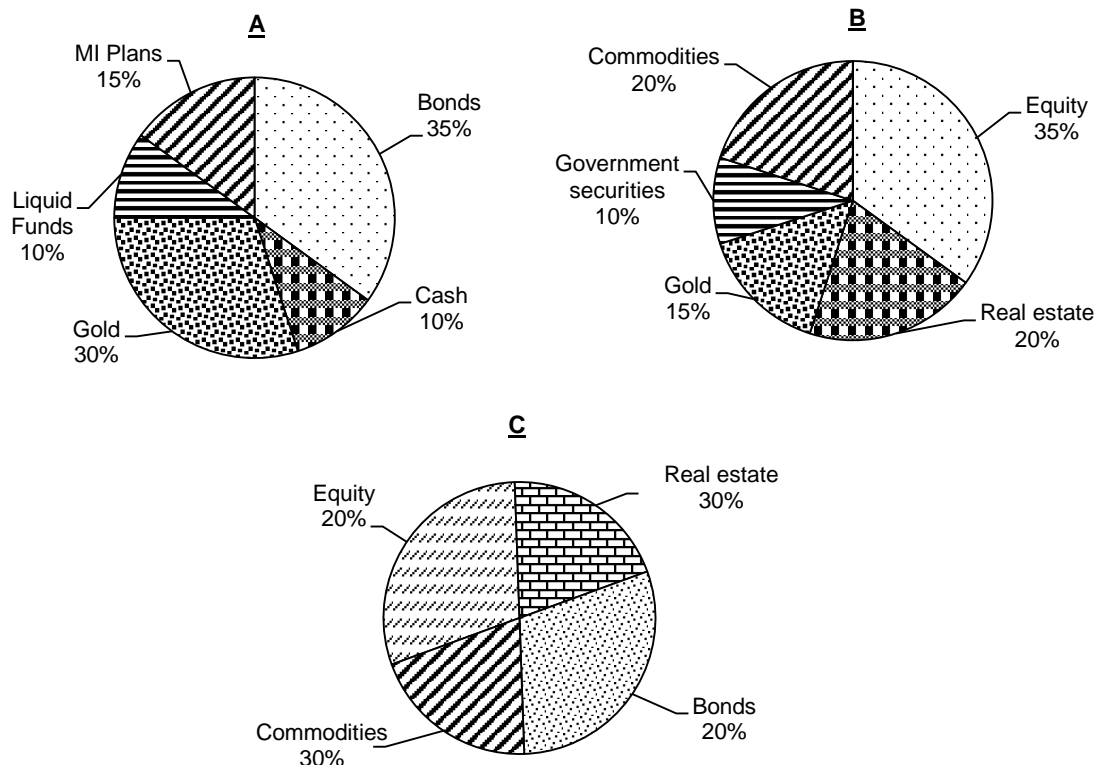 A
MI Plans
15%
Bonds
35%
Liquid
Funds
10%
Cash
10%
Gold
30%
B
Commodities
20%
Equity
35%
Government
securities
10%
Gold
15%
Real estate
20%
C
Equity
20%
Real estate
30%
Commodities
30%
Bonds
20%